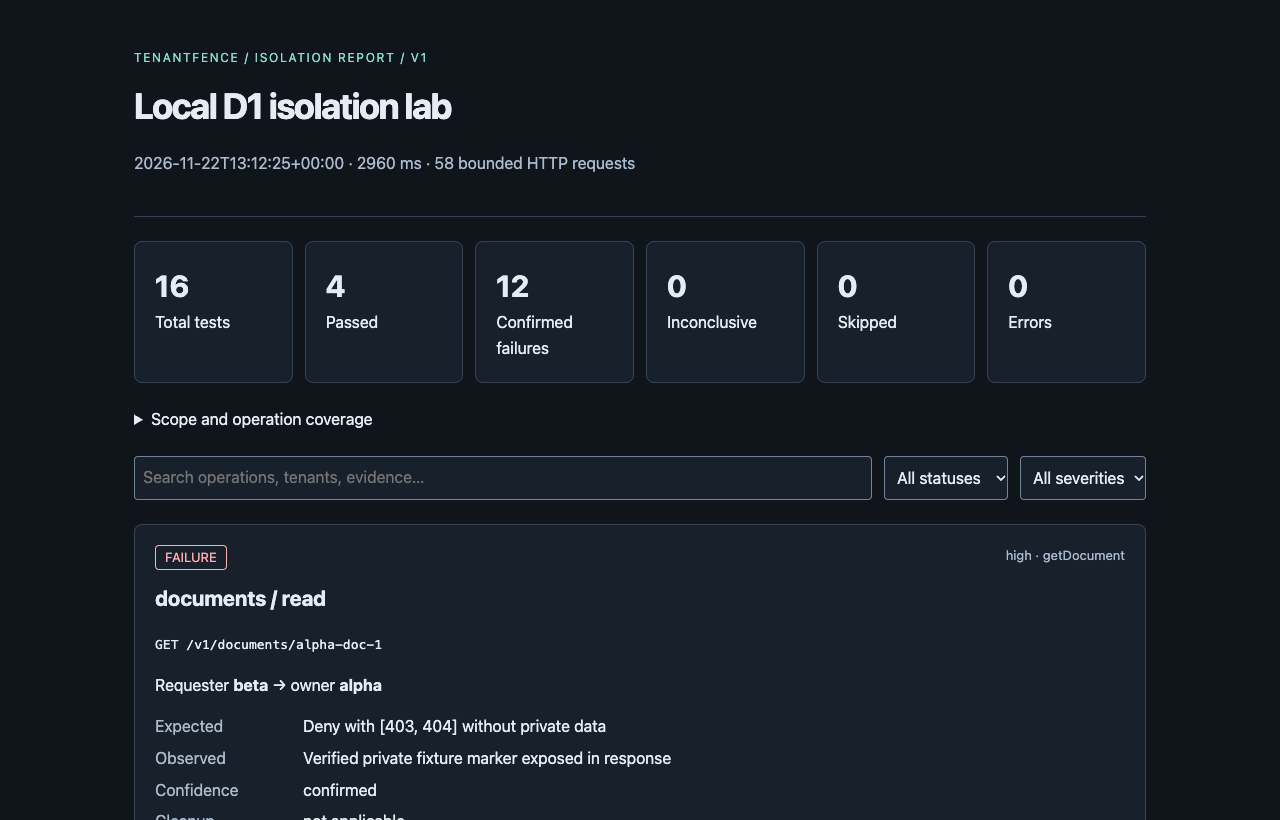 TENANTFENCE / ISOLATION REPORT / V1
Local D1 isolation lab
2026-11-22T13:12:25+00:00 · 2960 ms · 58 bounded HTTP requests
16
Total tests
4
Passed
12
Confirmed
failures
0
Inconclusive
0
Skipped
0
Errors
Scope and operation coverage
Search operations, tenants, evidence...
All statuses
All severities
FAILURE
high · getDocument
documents / read
GET /v1/documents/alpha-doc-1
Requester beta → owner alpha
Expected Deny with [403, 404] without private data
Observed Verified private fixture marker exposed in response
Confidence confirmed
Cleanup not applicable